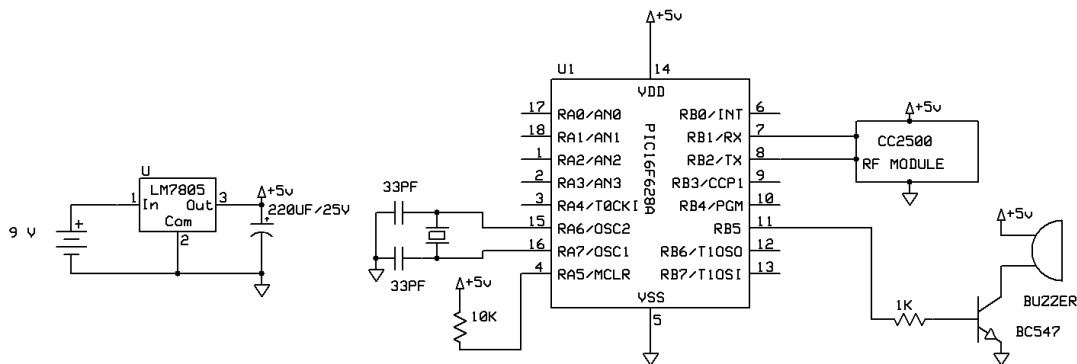 +5v
U1
14
VDD
17 RA0/AN0 RB0/INT 6
18 RA1/AN1 RB1/RX 7
1 RA2/AN2 RB2/TX 8
2 RA3/AN3 RB3/CCP1 9
3 RA4/T0CKI RB4/PGM 10
15 RA6/OSC2 RB5 11
16 RA7/OSC1 RB6/T1OSO 12
4 RA5/MCLR RB7/T1OSI 13
PIC16F628A
VSS
5
+5v
CC2500
RF MODULE
U
LM7805
1 In Out 3
Com
2
+5v
220UF/25V
9 V
+
33PF
33PF
+5v
10K
+5v
1K
BUZZER
BC547